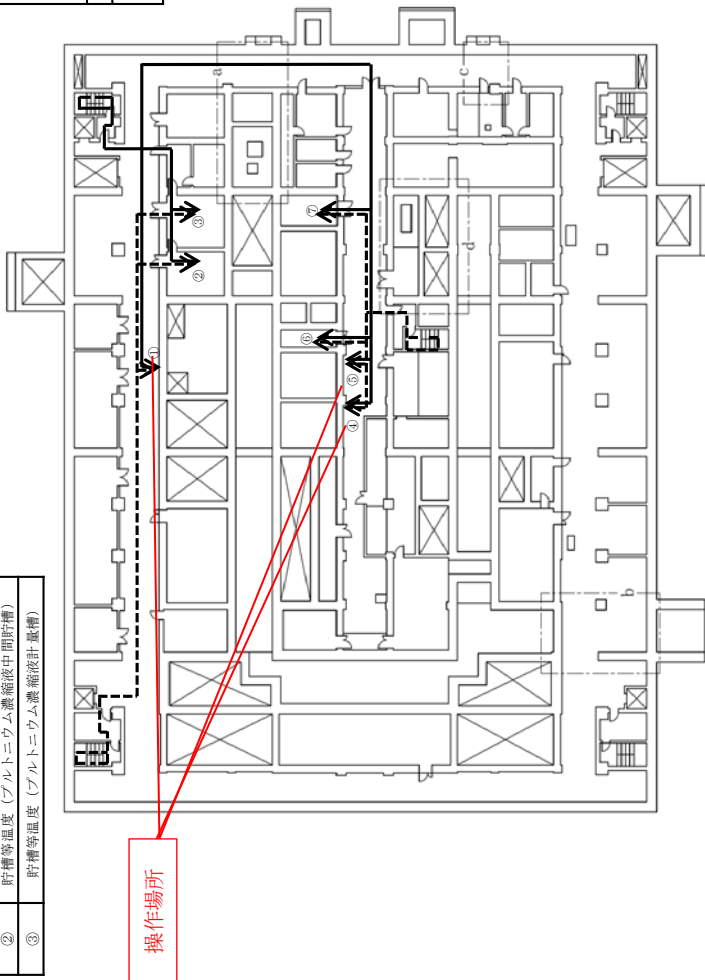 ② 貯槽等温度（プルトニウム濃縮液中間貯槽）
③ 貯槽等温度（プルトニウム濃縮液計量槽）
操作場所
a
c
③
②
⑦
d
①
⑥
⑤
④
b